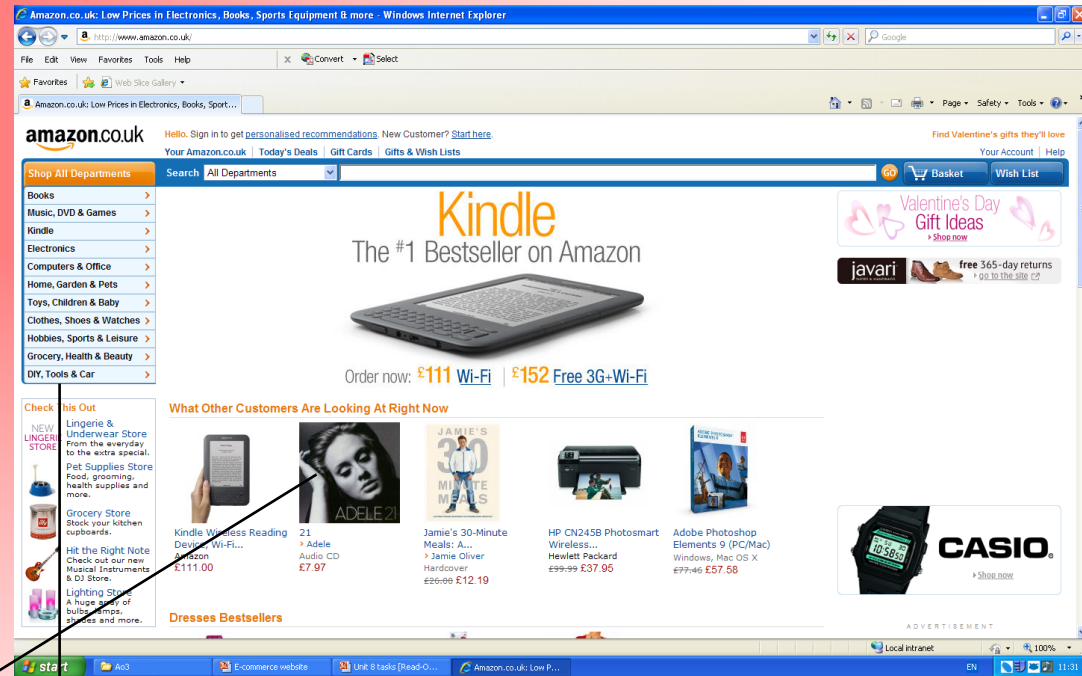 Amazon.co.uk: Low Prices in Electronics, Books, Sports Equipment & more - Windows Internet Explorer
http://www.amazon.co.uk/
Google
File Edit View Favorites Tools Help
x Convert Select
Favorites Web Slice Gallery
Amazon.co.uk: Low Prices in Electronics, Books, Sport...
Page Safety Tools
amazon.co.uk
Hello. Sign in to get personalised recommendations. New Customer? Start here.
Find Valentine's gifts they'll love
Your Amazon.co.uk | Today's Deals | Gift Cards | Gifts & Wish Lists
Your Account | Help
Shop All Departments
Search All Departments
GO
Basket
Wish List
Books
Music, DVD & Games
Kindle
Electronics
Computers & Office
Home, Garden & Pets
Toys, Children & Baby
Clothes, Shoes & Watches
Hobbies, Sports & Leisure
Grocery, Health & Beauty
DIY, Tools & Car
Kindle
The #1 Bestseller on Amazon
Order now: £111 Wi-Fi | £152 Free 3G+Wi-Fi
Valentine's Day
Gift Ideas
Shop now
javari
free 365-day returns
go to the site
Check This Out
NEW
LINGERIE
STORE
Lingerie &
Underwear Store
From the everyday
to the extra special.
Pet Supplies Store
Food, grooming,
health supplies and
more.
Grocery Store
Stock your kitchen
cupboards.
illy
Hit the Right Note
Check out our new
Musical Instruments
& DJ Store.
Lighting Store
A huge array of
bulbs, lamps,
shades and more.
What Other Customers Are Looking At Right Now
ADELE 21
JAMIE'S
30
MINUTE
MEALS
Kindle Wireless Reading
Device, Wi-Fi...
Amazon
£111.00
21
Adele
Audio CD
£7.97
Jamie's 30-Minute
Meals: A...
Jamie Oliver
Hardcover
£26.00 £12.19
HP CN245B Photosmart
Wireless...
Hewlett Packard
£99.99 £37.95
Adobe Photoshop
Elements 9 (PC/Mac)
Windows, Mac OS X
£77.46 £57.58
CASIO
Shop now
ADVERTISEMENT
Dresses Bestsellers
Local intranet
100%
start
Ao3
E-commerce website
Unit 8 tasks [Read-O...
Amazon.co.uk: Low P...
EN
11:31